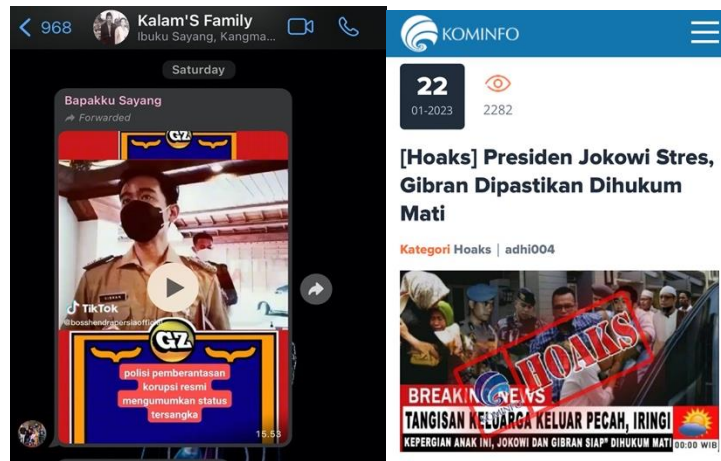 968
Kalam'S Family
Ibuku Sayang, Kangma...
Saturday
Bapakku Sayang
Forwarded
GZ
GIBRAN
TikTok
@bosshendrepersiaofficial
GZ
polisi pemberantasan
korupsi resmi
mengumumkan status
tersangka
15.53
KOMINFO
22
01-2023
2282
[Hoaks] Presiden Jokowi Stres,
Gibran Dipastikan Dihukum
Mati
Kategori Hoaks | adhi004
HOAKS
KOMINFO
BREAKING NEWS
TANGISAN KELUARGA KELUAR PECAH, IRINGI
KEPERGIAN ANAK INI, JOKOWI DAN GIBRAN SIAP" DIHUKUM MATI
00:00 WIB